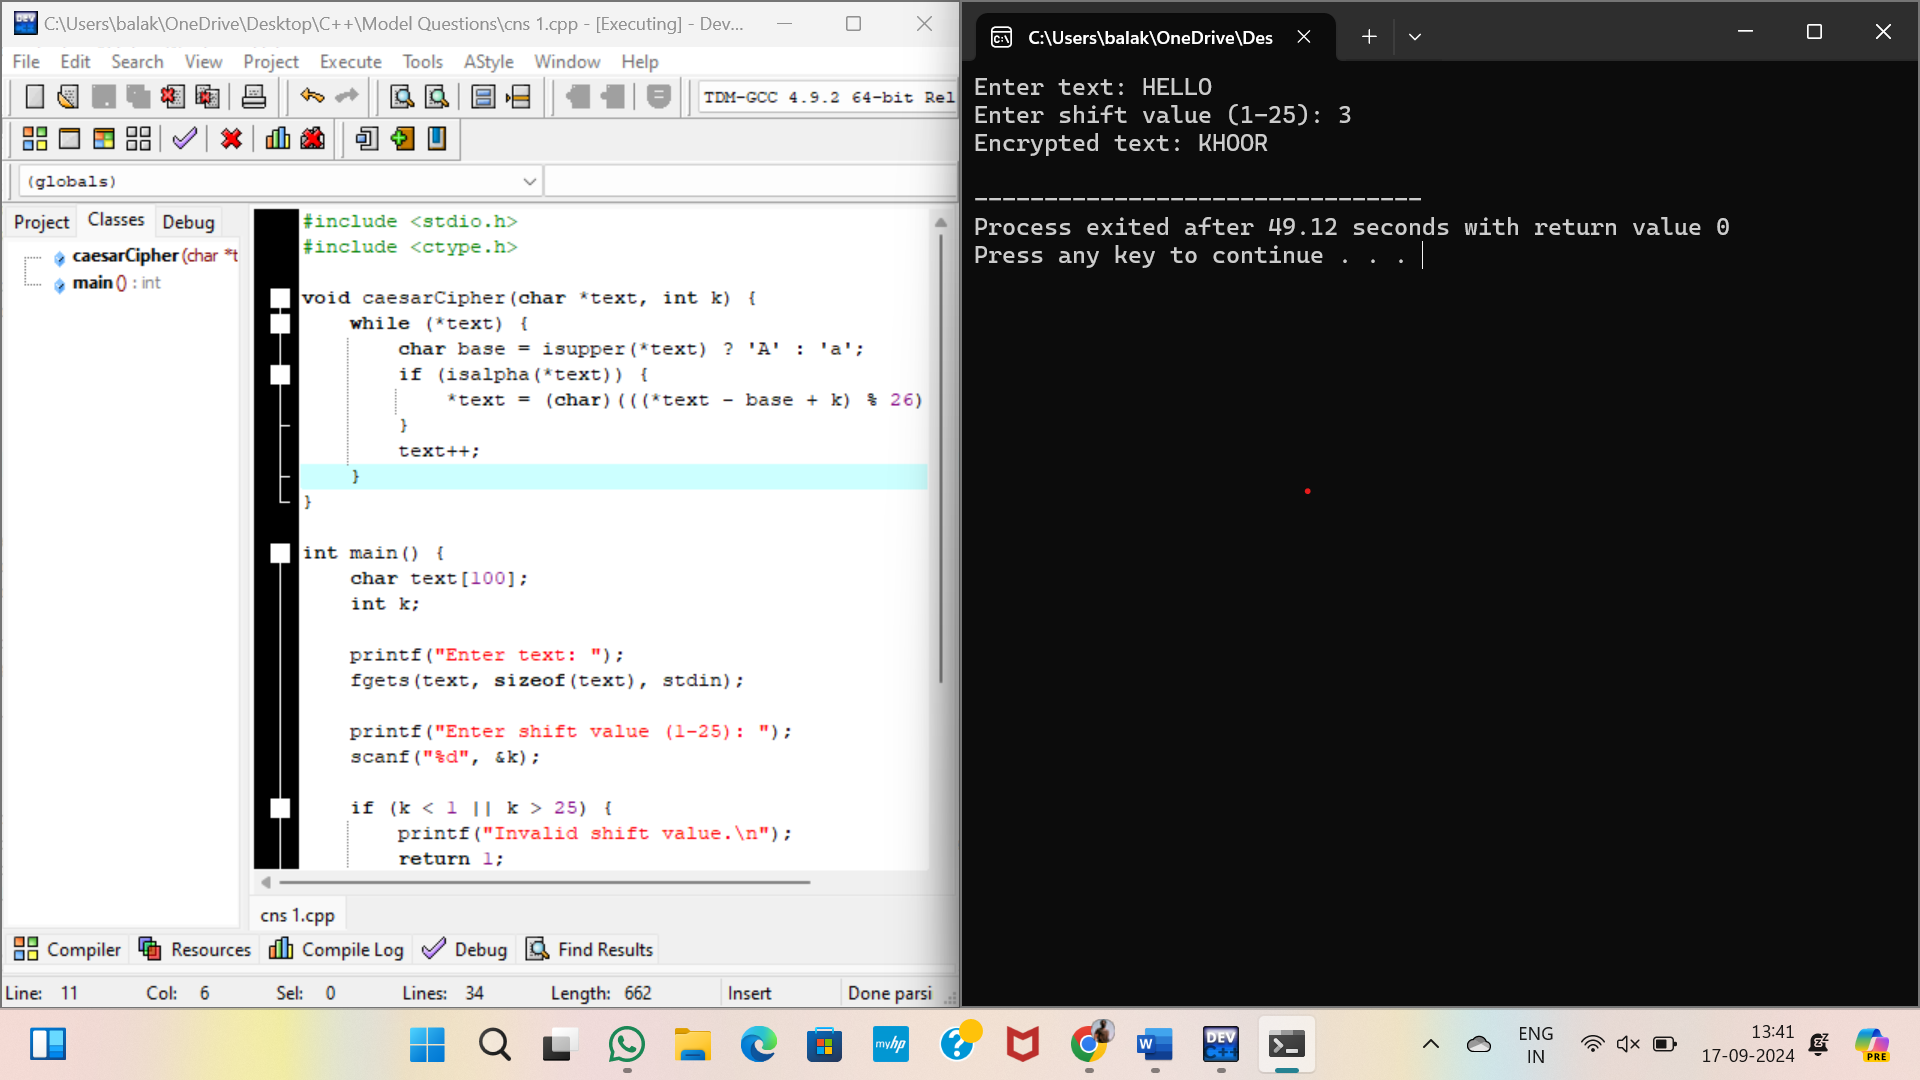 C:\Users\balak\OneDrive\Desktop\C++\Model Questions\cns 1.cpp - [Executing] - Dev...
File Edit Search View Project Execute Tools AStyle Window Help
TDM-GCC 4.9.2 64-bit Rel
(globals)
Project Classes Debug
caesarCipher (char *t
main () : int
#include <stdio.h>
#include <ctype.h>
void caesarCipher(char *text, int k) {
while (*text) {
char base = isupper(*text) ? 'A' : 'a';
if (isalpha(*text)) {
*text = (char)(((*text - base + k) % 26)
}
text++;
}
}
int main() {
char text[100];
int k;
printf("Enter text: ");
fgets(text, sizeof(text), stdin);
printf("Enter shift value (1-25): ");
scanf("%d", &k);
if (k < 1 || k > 25) {
printf("Invalid shift value.\n");
return 1;
cns 1.cpp
Compiler Resources Compile Log Debug Find Results
Line: 11 Col: 6 Sel: 0 Lines: 34 Length: 662 Insert Done parsi
C:\Users\balak\OneDrive\Des
Enter text: HELLO
Enter shift value (1-25): 3
Encrypted text: KHOOR
--------------------------------
Process exited after 49.12 seconds with return value 0
Press any key to continue . . .
myhp
DEV
C++
ENG
IN
13:41
17-09-2024
PRE